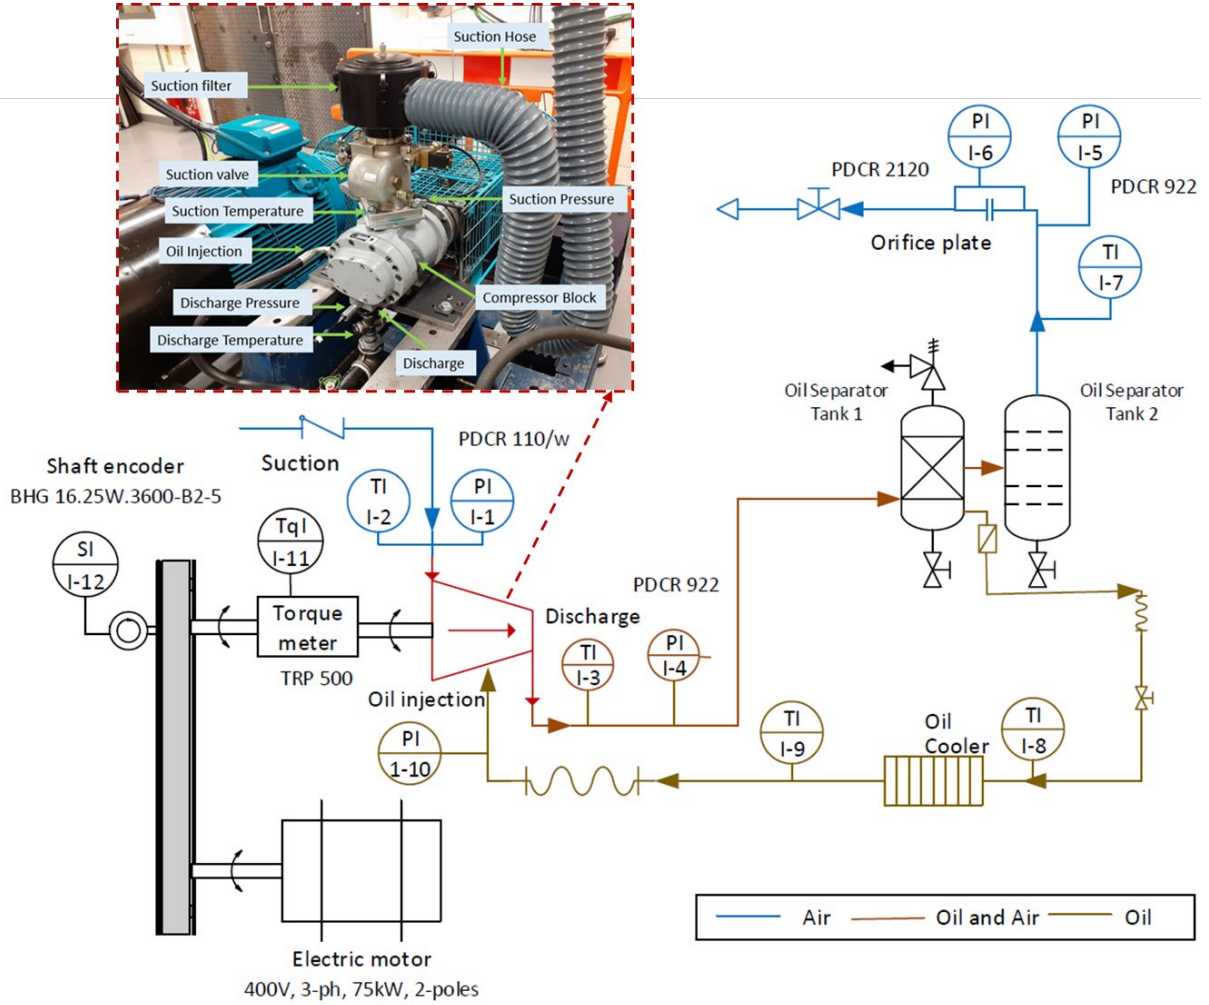 Suction Hose
Suction filter
Suction valve
Suction Pressure
Suction Temperature
Oil Injection
Discharge Pressure
Compressor Block
Discharge Temperature
Discharge
PI
I-6
PI
I-5
PDCR 2120
PDCR 922
Orifice plate
TI
I-7
Oil Separator
Tank 1
Oil Separator
Tank 2
PDCR 110/w
Suction
Shaft encoder
BHG 16.25W.3600-B2-5
TI
I-2
PI
I-1
TqI
I-11
SI
I-12
PDCR 922
Torque
meter
Discharge
TI
I-3
PI
I-4
TRP 500
Oil injection
PI
1-10
TI
I-9
Oil
Cooler
TI
I-8
Air
Oil and Air
Oil
Electric motor
400V, 3-ph, 75kW, 2-poles